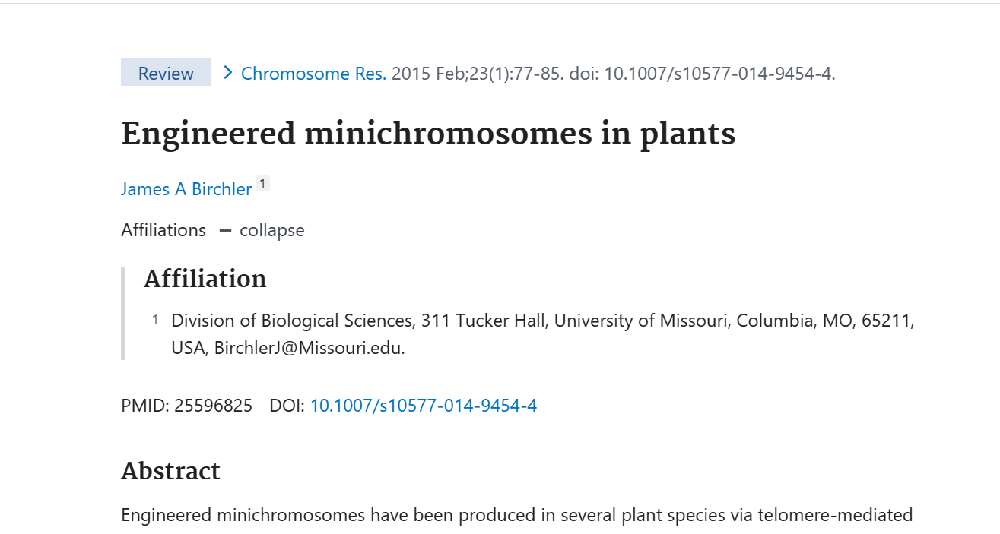 Review > Chromosome Res. 2015 Feb;23(1):77-85. doi: 10.1007/s10577-014-9454-4.
Engineered minichromosomes in plants
James A Birchler 1
Affiliations — collapse
Affiliation
1 Division of Biological Sciences, 311 Tucker Hall, University of Missouri, Columbia, MO, 65211,
USA, BirchlerJ@Missouri.edu.
PMID: 25596825 DOI: 10.1007/s10577-014-9454-4
Abstract
Engineered minichromosomes have been produced in several plant species via telomere-mediated